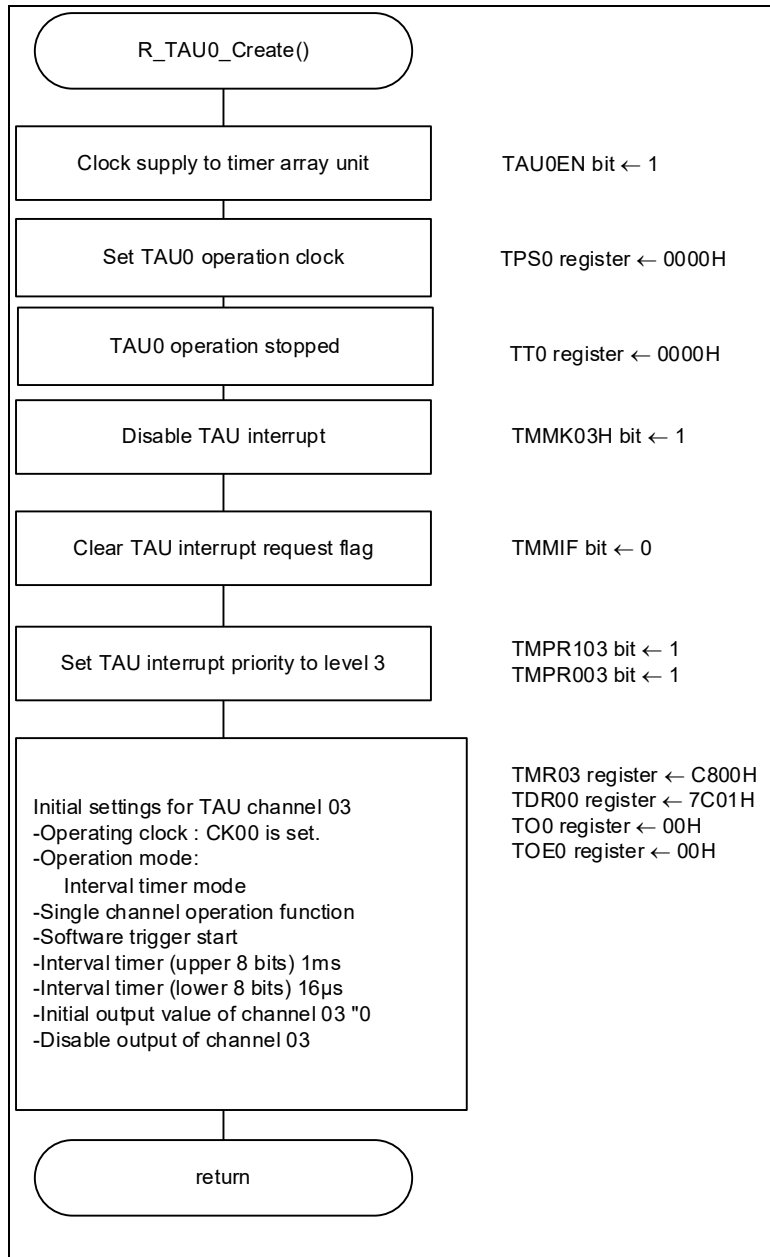 R_TAU0_Create()
Clock supply to timer array unit
TAU0EN bit ← 1
Set TAU0 operation clock
TPS0 register ← 0000H
TAU0 operation stopped
TT0 register ← 0000H
Disable TAU interrupt
TMMK03H bit ← 1
Clear TAU interrupt request flag
TMMIF bit ← 0
Set TAU interrupt priority to level 3
TMPR103 bit ← 1
TMPR003 bit ← 1
Initial settings for TAU channel 03
-Operating clock : CK00 is set.
-Operation mode:
Interval timer mode
-Single channel operation function
-Software trigger start
-Interval timer (upper 8 bits) 1ms
-Interval timer (lower 8 bits) 16µs
-Initial output value of channel 03 "0
-Disable output of channel 03
TMR03 register ← C800H
TDR00 register ← 7C01H
TO0 register ← 00H
TOE0 register ← 00H
return